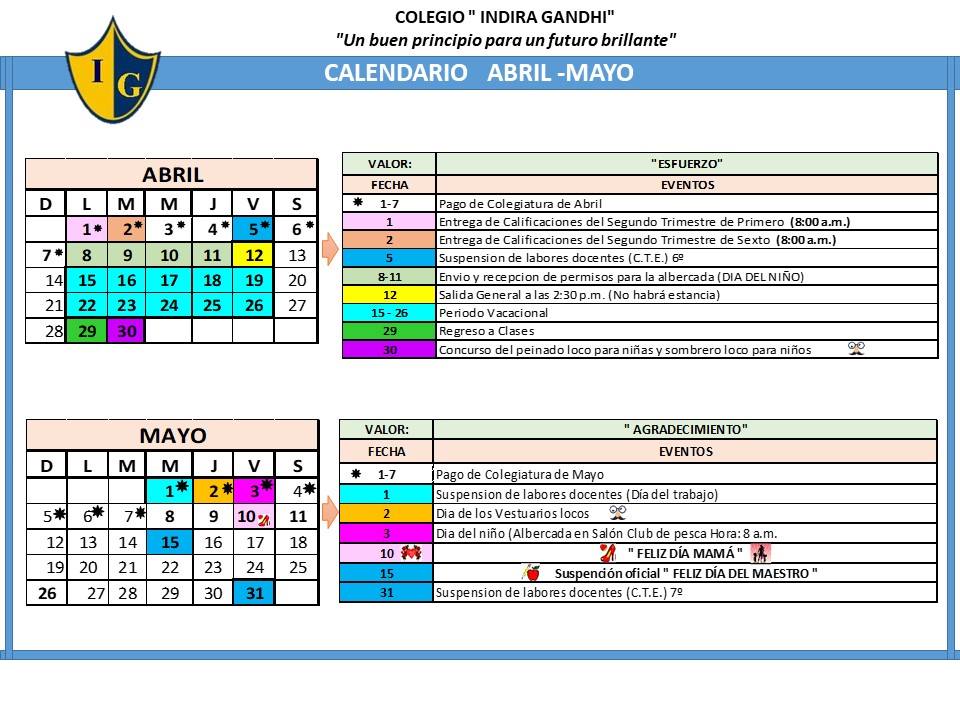 COLEGIO " INDIRA GANDHI"
"Un buen principio para un futuro brillante"
CALENDARIO ABRIL -MAYO
I G
ABRIL
D L M M J V S
1 2 3 4 5 6
7 8 9 10 11 12 13
14 15 16 17 18 19 20
21 22 23 24 25 26 27
28 29 30
VALOR: "ESFUERZO"
FECHA EVENTOS
1-7 Pago de Colegiatura de Abril
1 Entrega de Calificaciones del Segundo Trimestre de Primero (8:00 a.m.)
2 Entrega de Calificaciones del Segundo Trimestre de Sexto (8:00 a.m.)
5 Suspension de labores docentes (C.T.E.) 6º
8-11 Envio y recepcion de permisos para la albercada (DIA DEL NIÑO)
12 Salida General a las 2:30 p.m. (No habrá estancia)
15 - 26 Periodo Vacacional
29 Regreso a Clases
30 Concurso del peinado loco para niñas y sombrero loco para niños
MAYO
D L M M J V S
1 2 3 4
5 6 7 8 9 10 11
12 13 14 15 16 17 18
19 20 21 22 23 24 25
26 27 28 29 30 31
VALOR: " AGRADECIMIENTO"
FECHA EVENTOS
1-7 Pago de Colegiatura de Mayo
1 Suspension de labores docentes (Día del trabajo)
2 Dia de los Vestuarios locos
3 Dia del niño (Albercada en Salón Club de pesca Hora: 8 a.m.
10 " FELIZ DÍA MAMÁ "
15 Suspención oficial " FELIZ DÍA DEL MAESTRO "
31 Suspension de labores docentes (C.T.E.) 7º